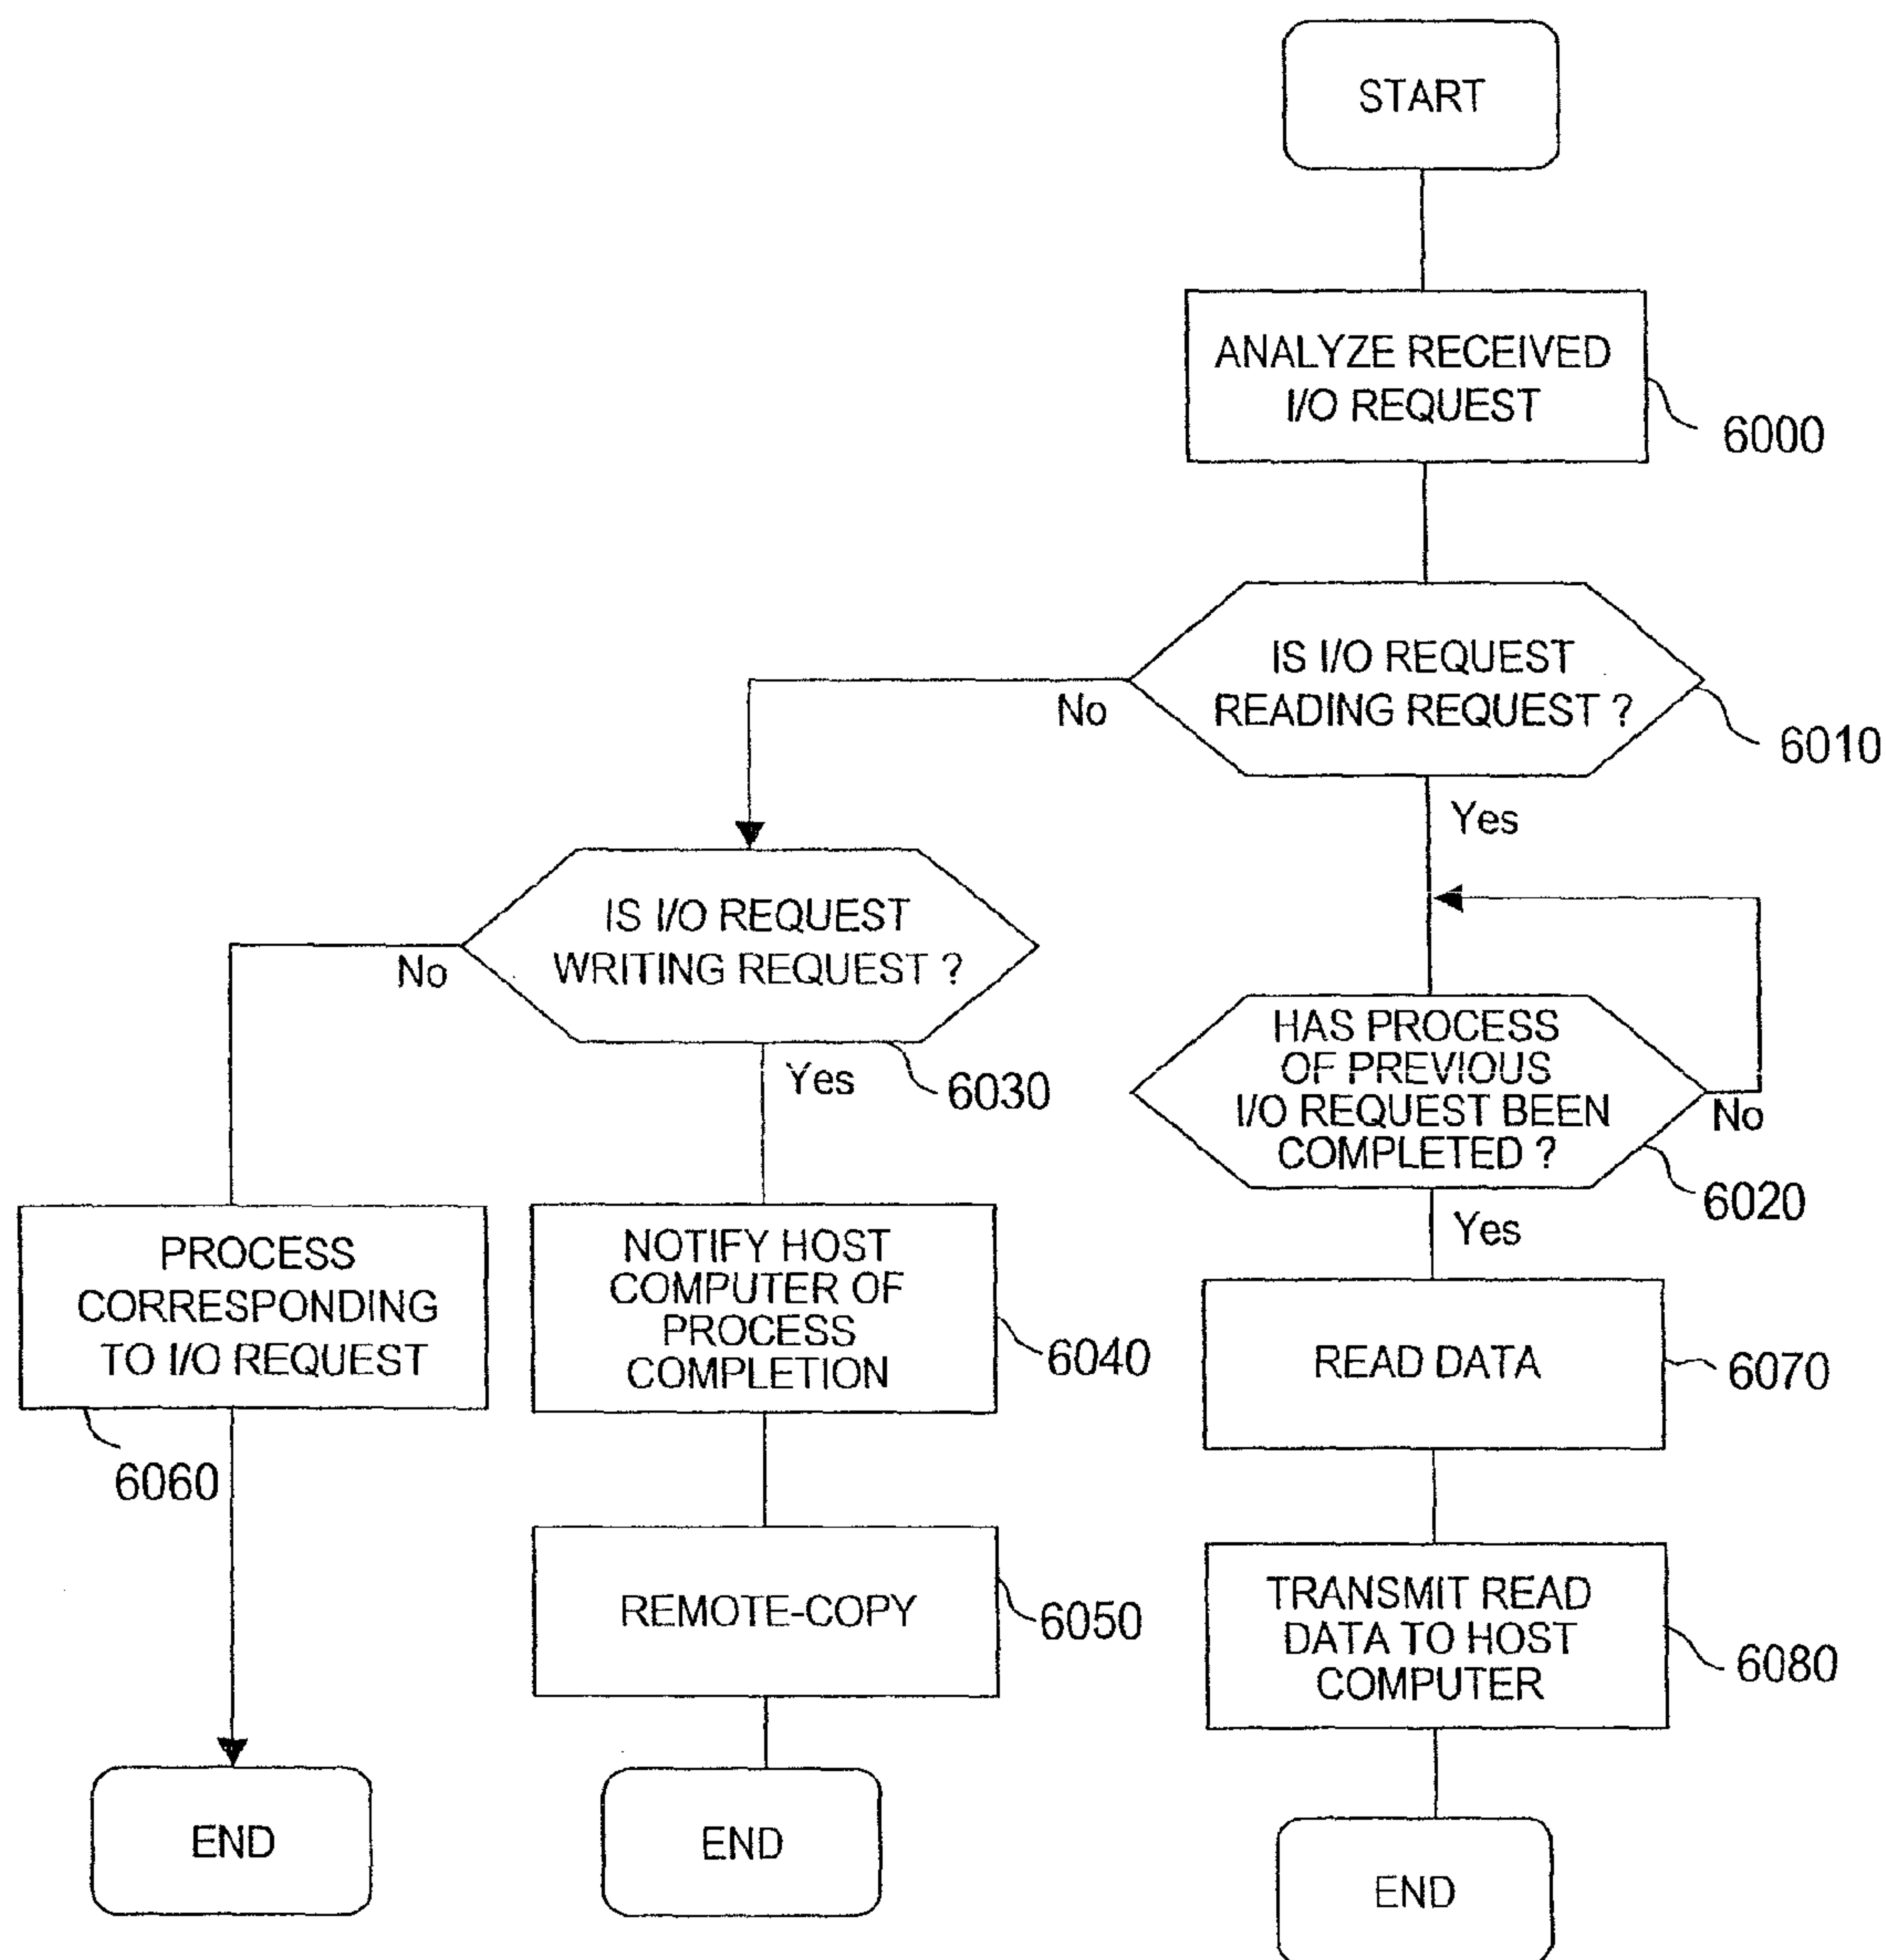 START
ANALYZE RECEIVED
I/O REQUEST
6000
IS I/O REQUEST
READING REQUEST ?
6010
No
Yes
IS I/O REQUEST
WRITING REQUEST ?
6030
No
Yes
HAS PROCESS
OF PREVIOUS
I/O REQUEST BEEN
COMPLETED ?
6020
No
Yes
PROCESS
CORRESPONDING
TO I/O REQUEST
6060
NOTIFY HOST
COMPUTER OF
PROCESS
COMPLETION
6040
READ DATA
6070
REMOTE-COPY
6050
TRANSMIT READ
DATA TO HOST
COMPUTER
6080
END
END
END